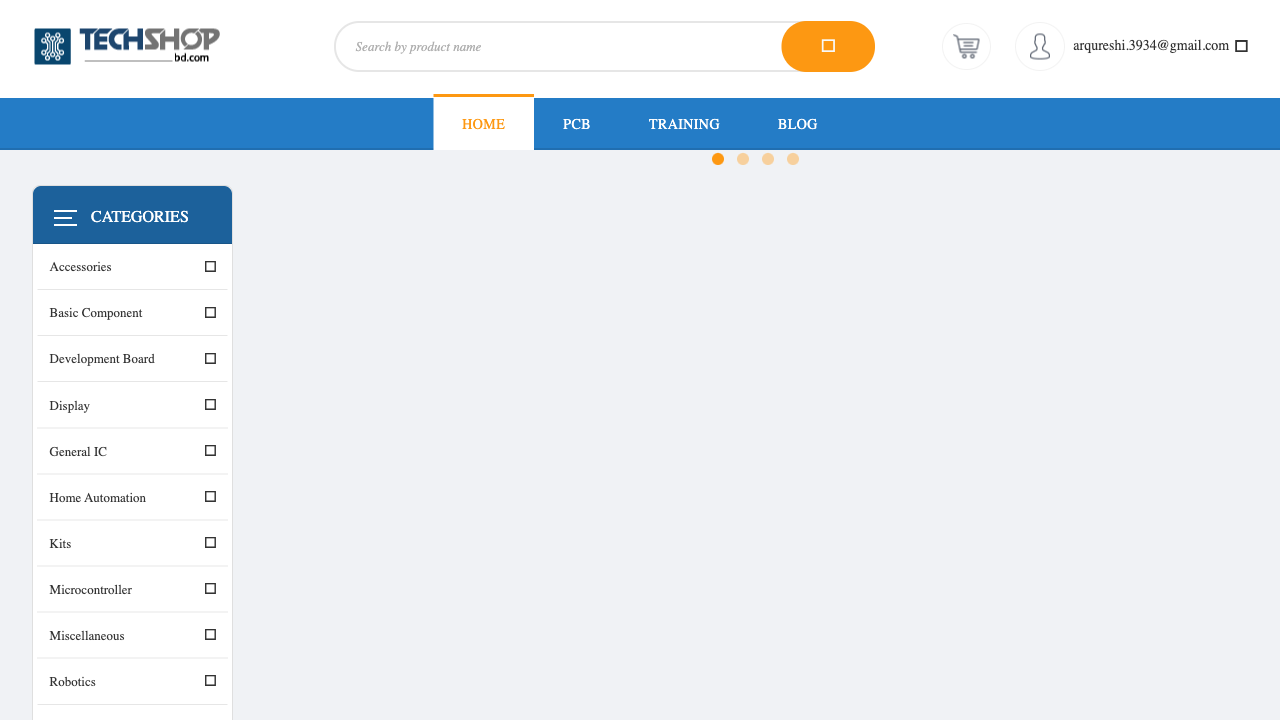 TECHSHOP
bd.com
Search by product name
arqureshi.3934@gmail.com
HOME
PCB
TRAINING
BLOG
CATEGORIES
Accessories
Basic Component
Development Board
Display
General IC
Home Automation
Kits
Microcontroller
Miscellaneous
Robotics